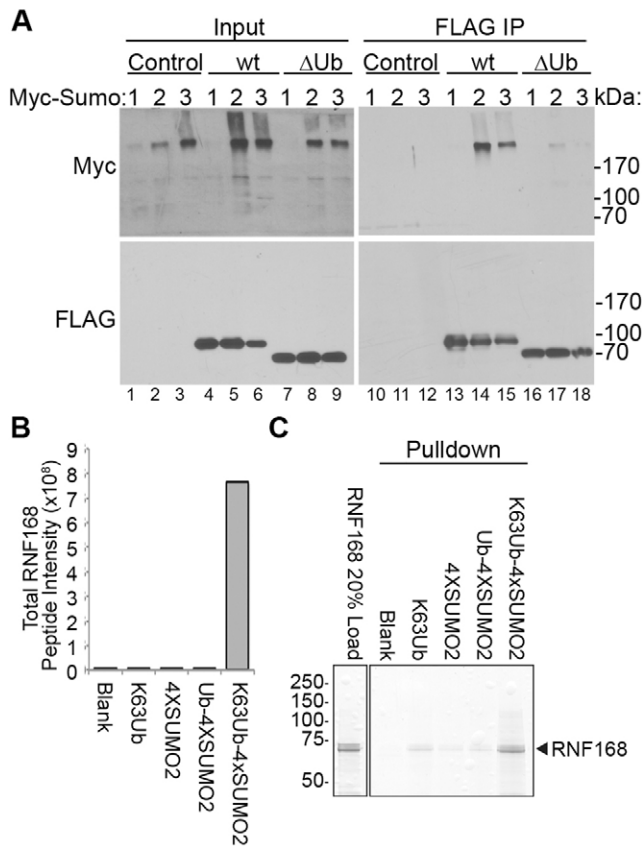 A
Input FLAG IP
Control wt ΔUb Control wt ΔUb
Myc-Sumo: 1 2 3 1 2 3 1 2 3 1 2 3 1 2 3 1 2 3 kDa:
Myc
-170
-100
-70
FLAG
-170
-100
-70
1 2 3 4 5 6 7 8 9 10 11 12 13 14 15 16 17 18
B
Total RNF168
Peptide Intensity (x10⁸)
9
8
7
6
5
4
3
2
1
0
Blank
K63Ub
4XSUMO2
Ub-4XSUMO2
K63Ub-4xSUMO2
C
Pulldown
RNF168 20% Load
Blank
K63Ub
4XSUMO2
Ub-4XSUMO2
K63Ub-4xSUMO2
250-
150-
100-
75-
50-
RNF168